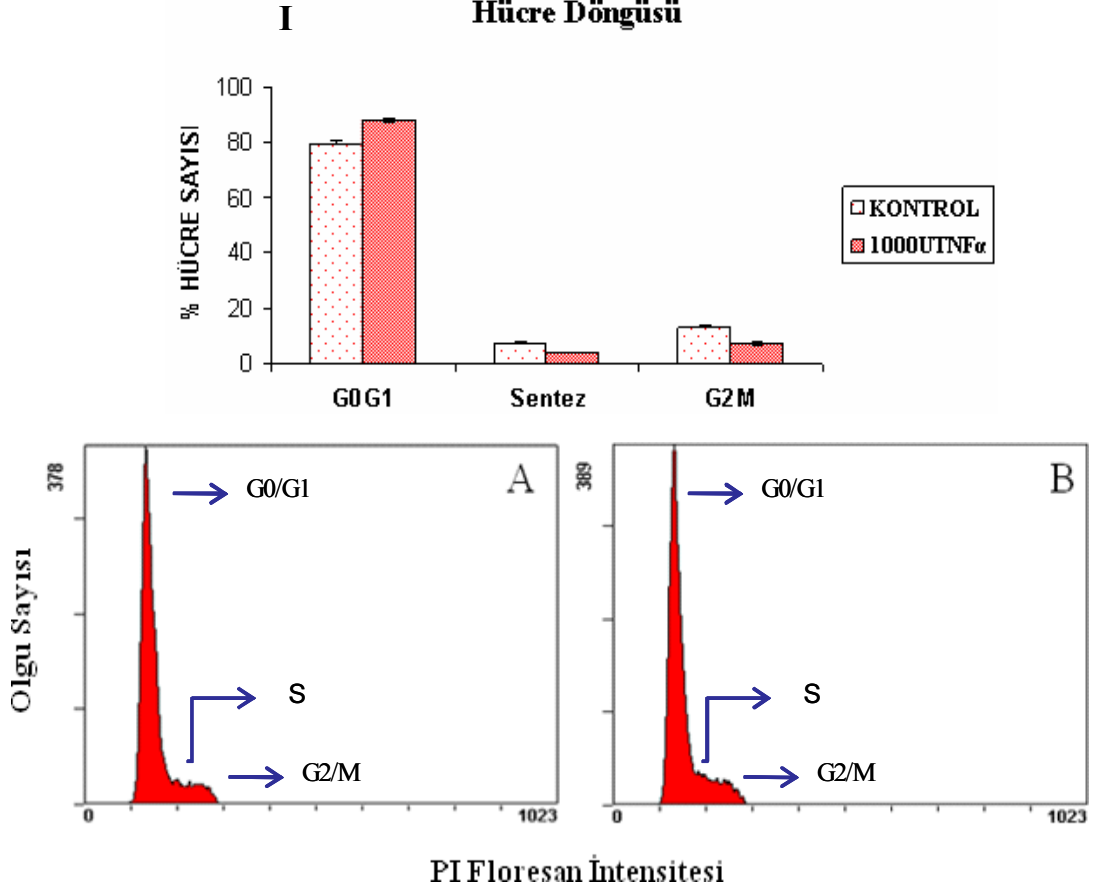 I
Hücre Döngüsü
% HÜCRE SAYISI
100
80
60
40
20
0
G0G1
Sentez
G2M
KONTROL
1000UTNFα
378
Olgu Sayısı
A
G0/G1
S
G2/M
0
1023
389
B
G0/G1
S
G2/M
0
1023
PI Floresan İntensitesi